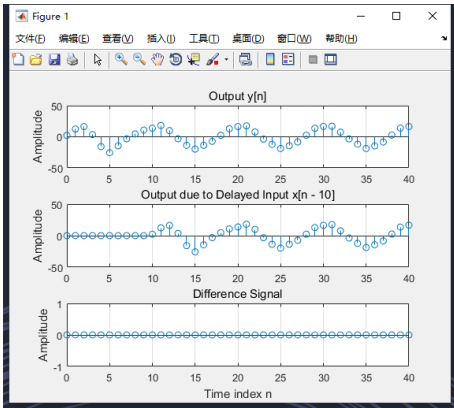 Figure 1
文件(F) 编辑(E) 查看(V) 插入(I) 工具(T) 桌面(D) 窗口(W) 帮助(H)
Output y[n]
Amplitude
50
0
-50
0 5 10 15 20 25 30 35 40
Output due to Delayed Input x[n - 10]
Amplitude
50
0
-50
0 5 10 15 20 25 30 35 40
Difference Signal
Amplitude
1
0
-1
0 5 10 15 20 25 30 35 40
Time index n